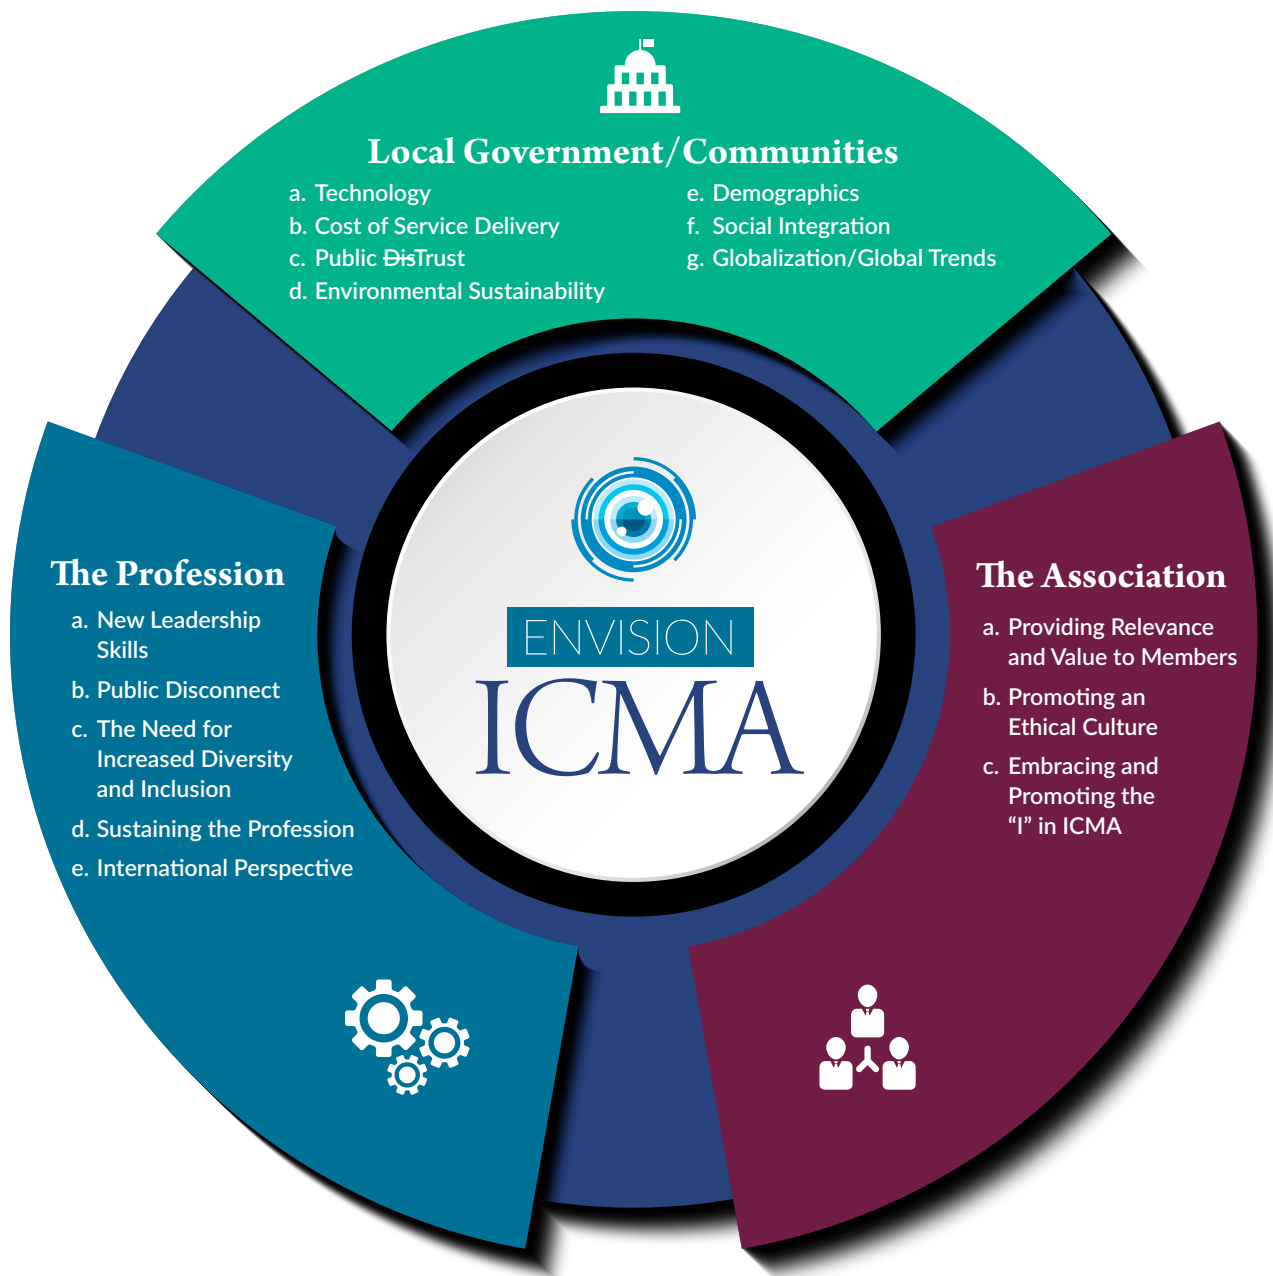 Local Government/Communities
a. Technology
b. Cost of Service Delivery
c. Public DisTrust
d. Environmental Sustainability
e. Demographics
f. Social Integration
g. Globalization/Global Trends
The Profession
a. New Leadership
Skills
b. Public Disconnect
c. The Need for
Increased Diversity
and Inclusion
d. Sustaining the Profession
e. International Perspective
ENVISION
ICMA
The Association
a. Providing Relevance
and Value to Members
b. Promoting an
Ethical Culture
c. Embracing and
Promoting the
“I” in ICMA